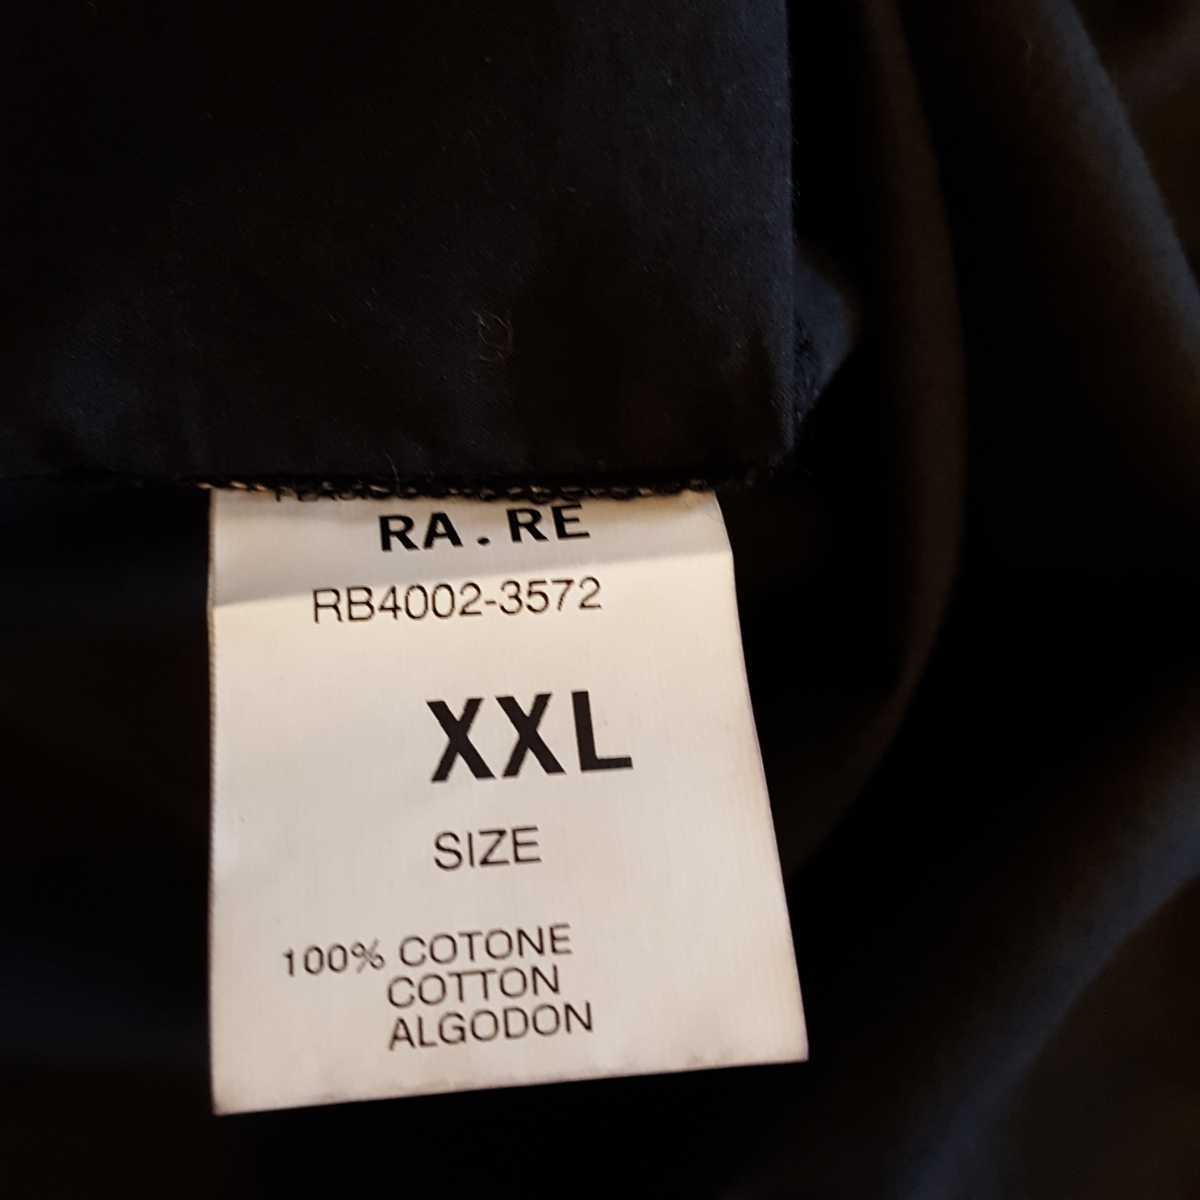 RA.RE
RB4002-3572
XXL
SIZE
100% COTONE
COTTON
ALGODON